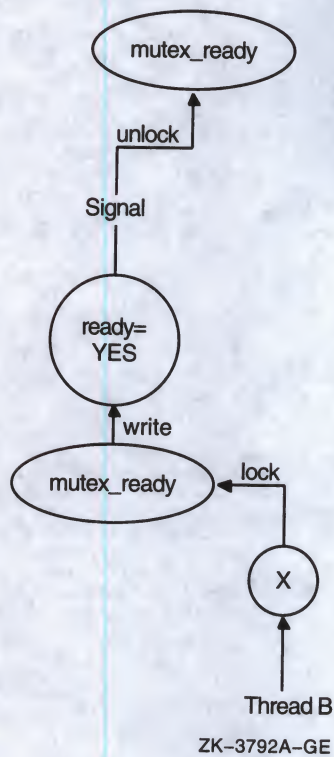 mutex_ready
unlock
Signal
ready=
YES
write
mutex_ready
lock
X
Thread B
ZK–3792A–GE